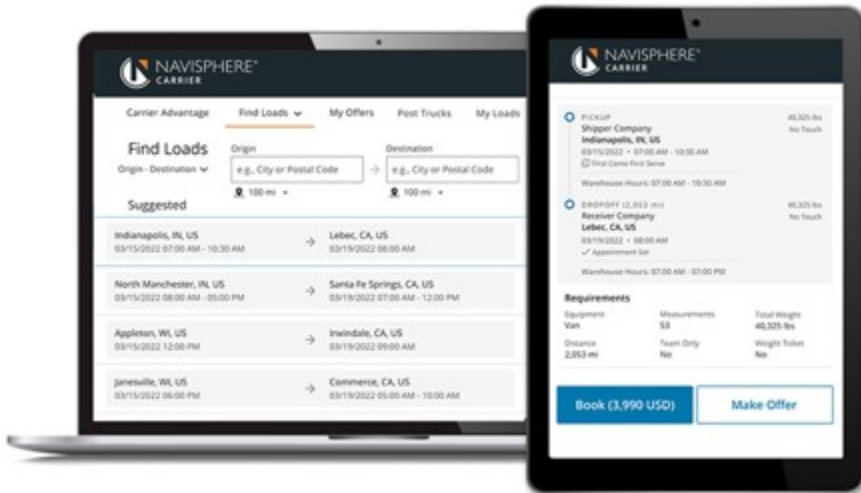 NAVISPHERE®
CARRIER
Carrier Advantage Find Loads My Offers Post Trucks My Loads
Find Loads
Origin - Destination
Origin
e.g., City or Postal Code
100 mi
Destination
e.g., City or Postal Code
100 mi
Suggested
Indianapolis, IN, US
03/15/2022 07:00 AM - 10:30 AM
Lebec, CA, US
03/19/2022 08:00 AM
North Manchester, IN, US
03/15/2022 08:00 AM - 05:00 PM
Santa Fe Springs, CA, US
03/19/2022 07:00 AM - 12:00 PM
Appleton, WI, US
03/15/2022 12:00 PM
Irwindale, CA, US
03/19/2022 09:00 AM
Janesville, WI, US
03/15/2022 06:00 PM
Commerce, CA, US
03/19/2022 05:00 AM - 10:00 AM
NAVISPHERE®
CARRIER
PICKUP 40,325 lbs
Shipper Company No Touch
Indianapolis, IN, US
03/15/2022 • 07:00 AM - 10:30 AM
First Come First Serve
Warehouse Hours: 07:00 AM - 10:30 AM
DROPOFF (2,053 mi) 40,325 lbs
Receiver Company No Touch
Lebec, CA, US
03/19/2022 • 08:00 AM
Appointment Set
Warehouse Hours: 07:00 AM - 07:00 PM
Requirements
Equipment Measurements Total Weight
Van 53 40,325 lbs
Distance Team Only Weight Ticket
2,053 mi No No
Book (3,990 USD) Make Offer